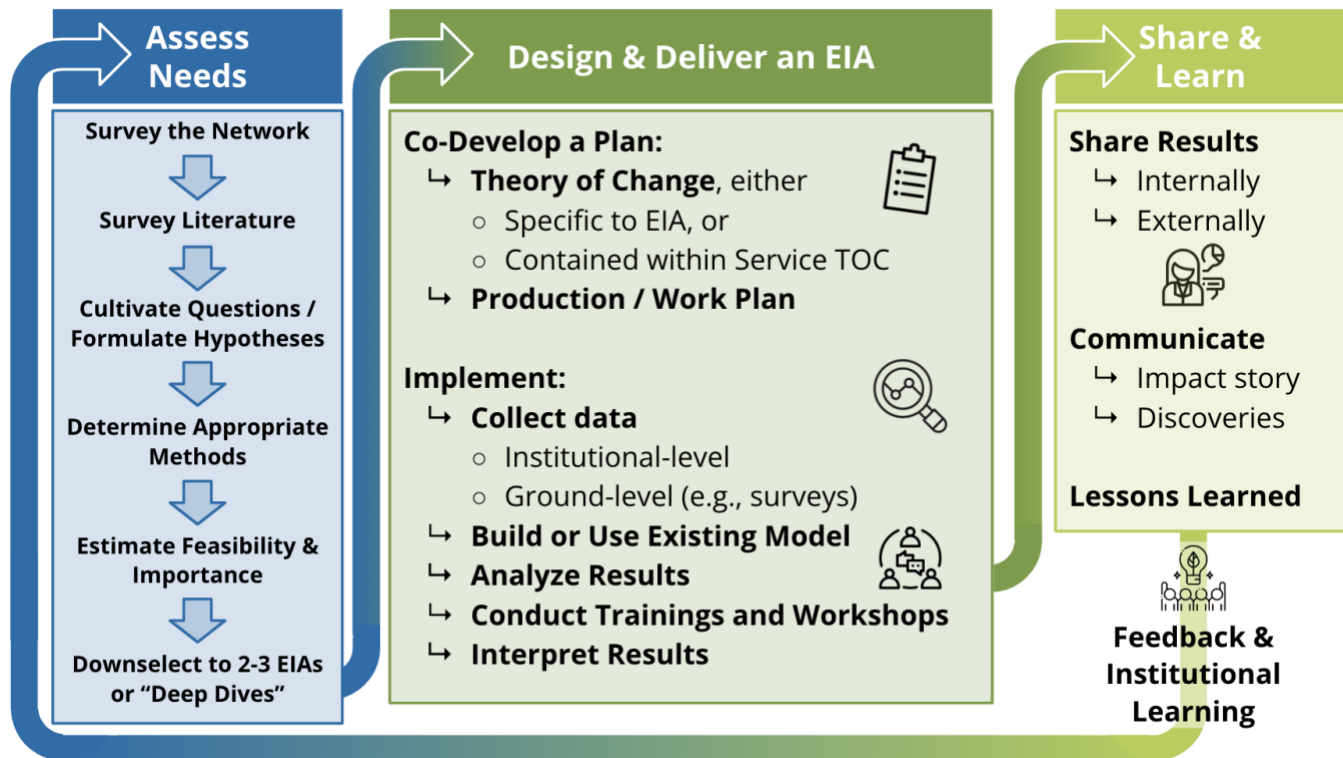 Assess
Needs
Survey the Network
Survey Literature
Cultivate Questions /
Formulate Hypotheses
Determine Appropriate
Methods
Estimate Feasibility &
Importance
Downselect to 2-3 EIAs
or “Deep Dives”
Design & Deliver an EIA
Co-Develop a Plan:
Theory of Change, either
Specific to EIA, or
Contained within Service TOC
Production / Work Plan
Implement:
Collect data
Institutional-level
Ground-level (e.g., surveys)
Build or Use Existing Model
Analyze Results
Conduct Trainings and Workshops
Interpret Results
Share &
Learn
Share Results
Internally
Externally
Communicate
Impact story
Discoveries
Lessons Learned
Feedback &
Institutional
Learning